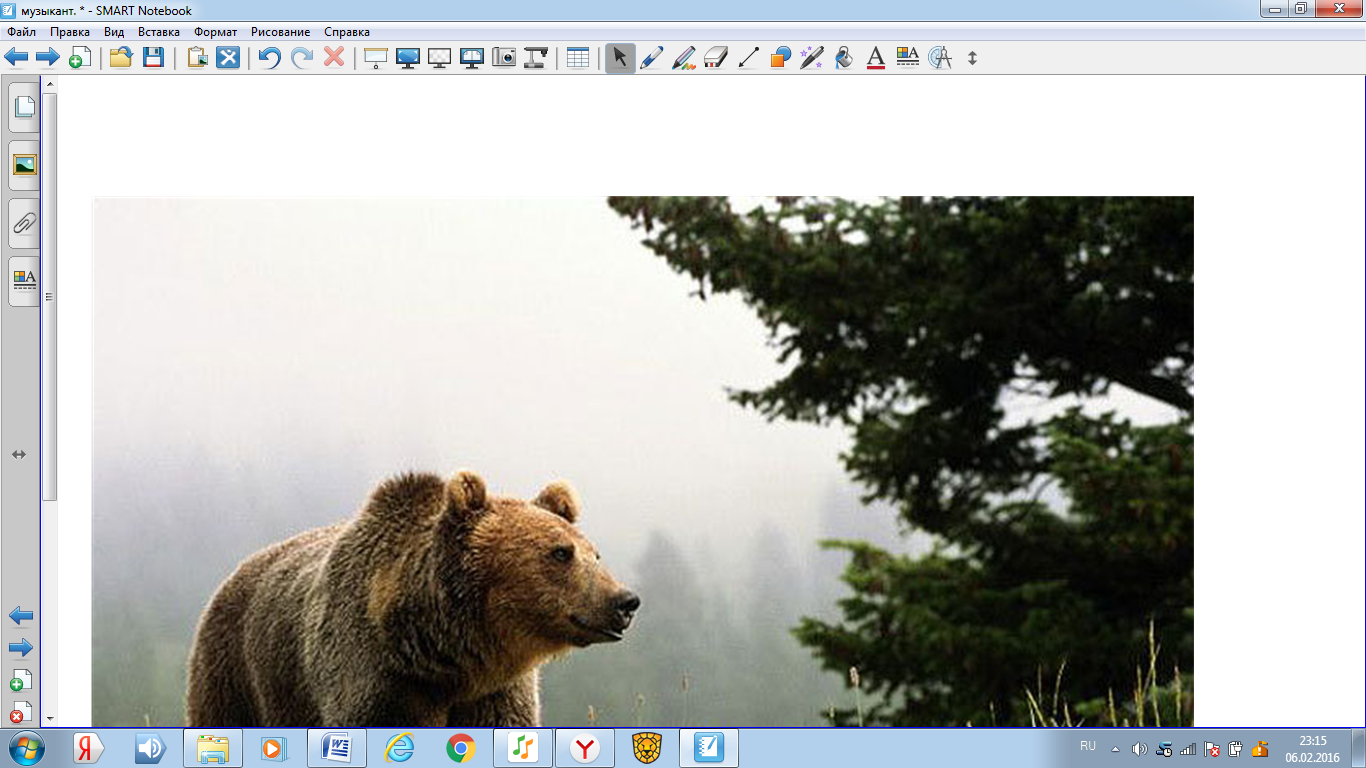 музыкант. * - SMART Notebook
Файл Правка Вид Вставка Формат Рисование Справка
RU
23:15
06.02.2016